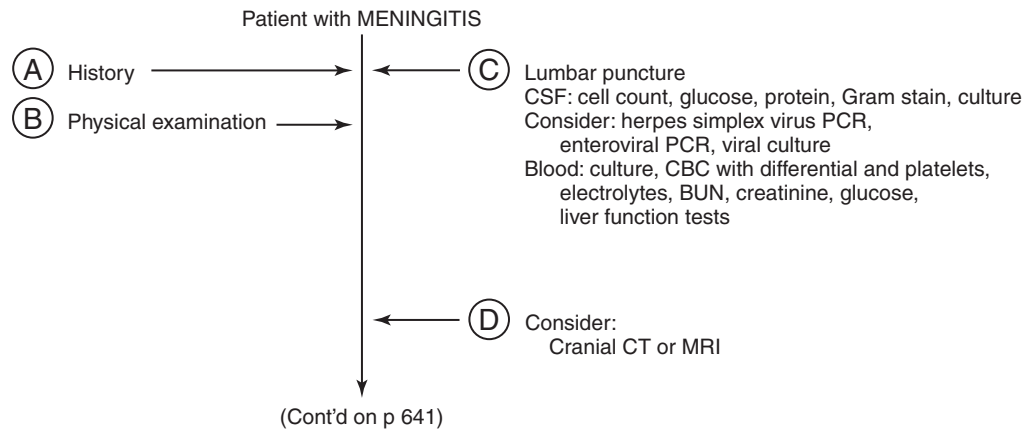 Patient with MENINGITIS
A History
B Physical examination
C Lumbar puncture
CSF: cell count, glucose, protein, Gram stain, culture
Consider: herpes simplex virus PCR,
enteroviral PCR, viral culture
Blood: culture, CBC with differential and platelets,
electrolytes, BUN, creatinine, glucose,
liver function tests
D Consider:
Cranial CT or MRI
(Cont'd on p 641)